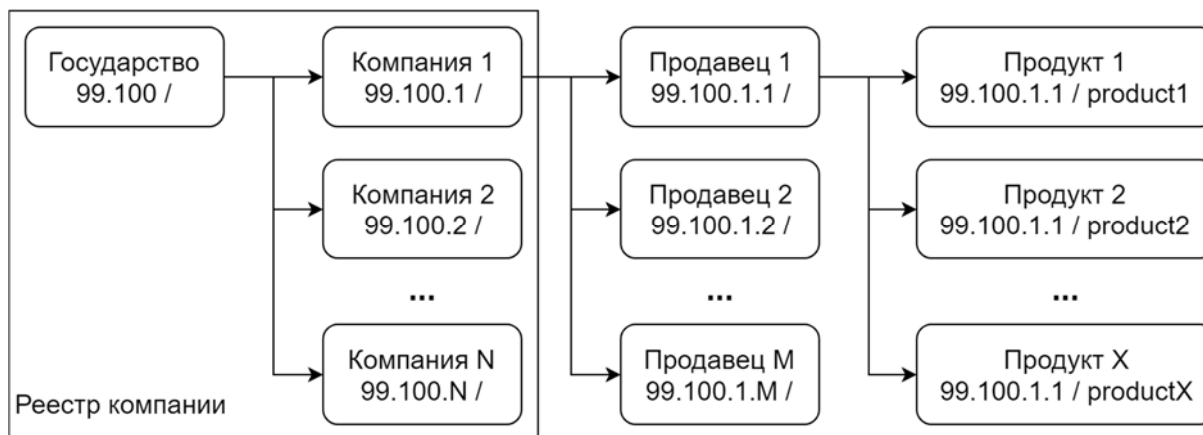 Государство
99.100 /
Компания 1
99.100.1 /
Продавец 1
99.100.1.1 /
Продукт 1
99.100.1.1 / product1
Компания 2
99.100.2 /
Продавец 2
99.100.1.2 /
Продукт 2
99.100.1.1 / product2
...
...
...
Компания N
99.100.N /
Продавец M
99.100.1.M /
Продукт X
99.100.1.1 / productX
Реестр компании